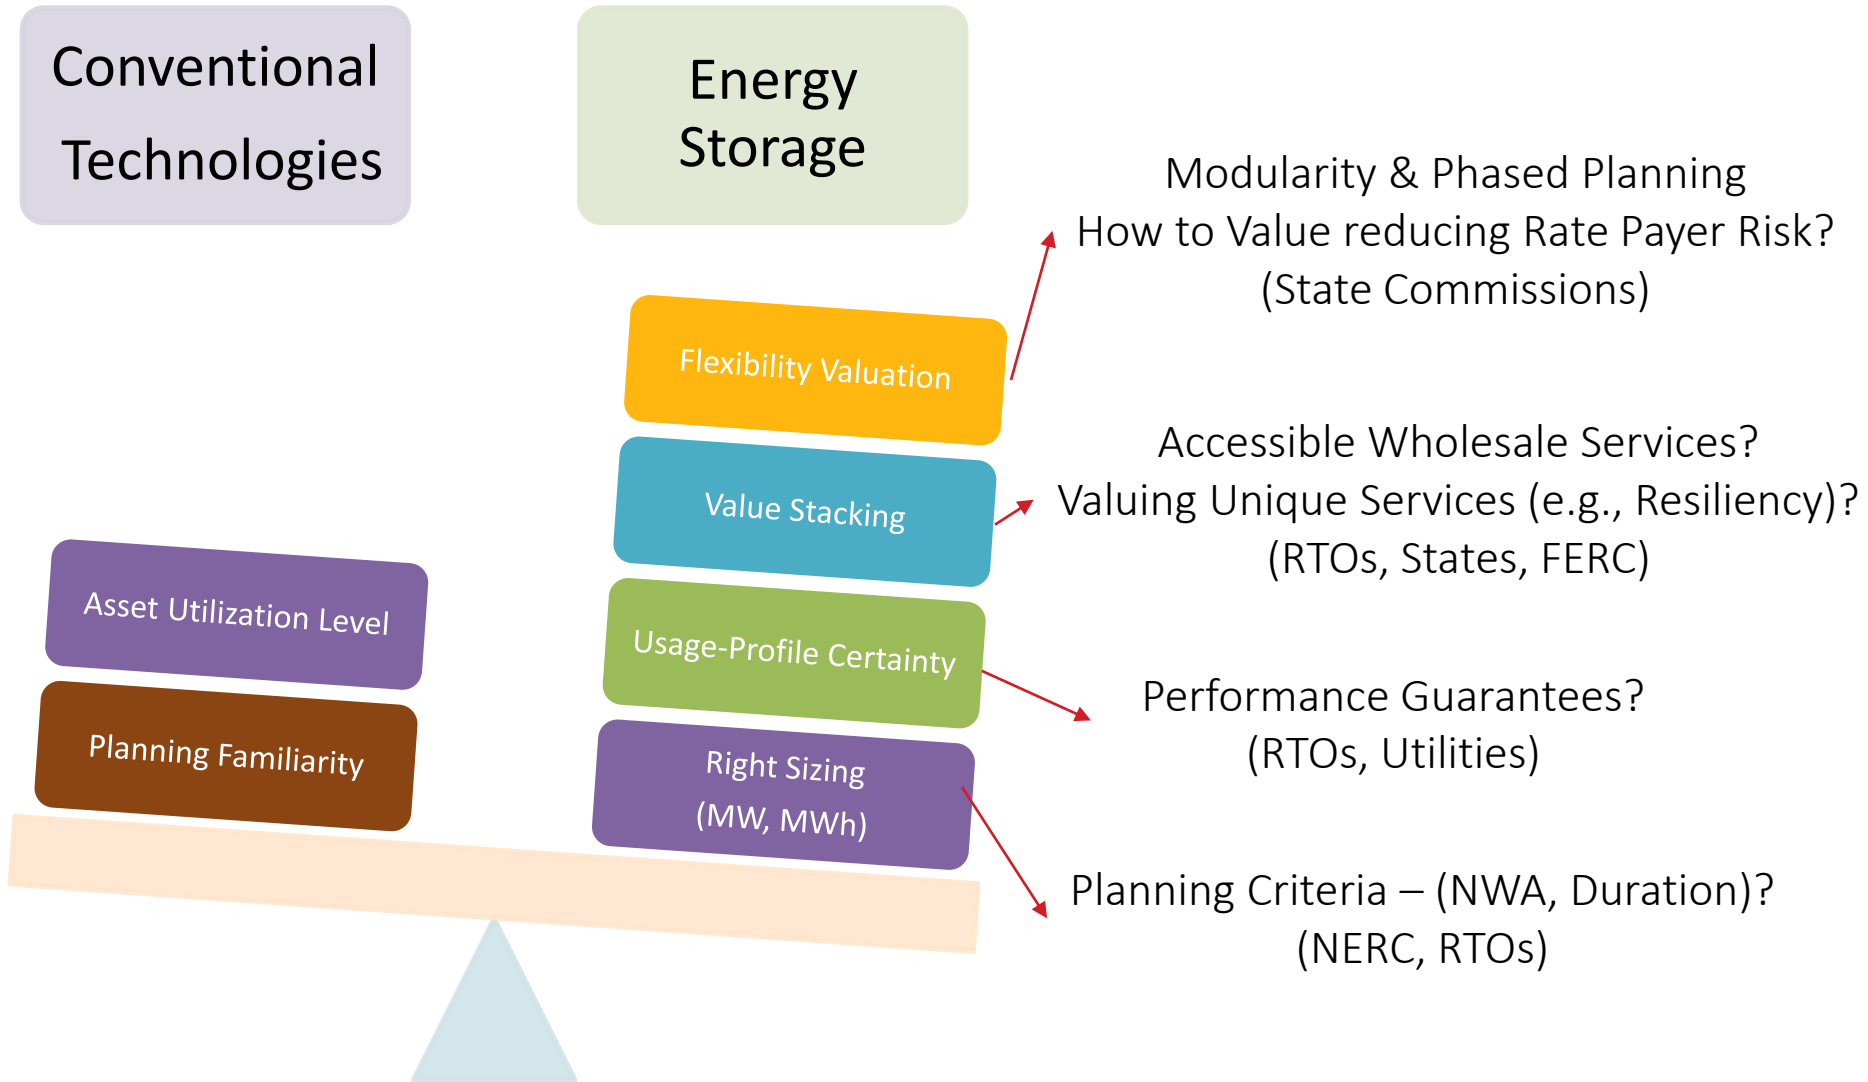 Conventional
Technologies
Energy
Storage
Modularity & Phased Planning
How to Value reducing Rate Payer Risk?
(State Commissions)
Flexibility Valuation
Accessible Wholesale Services?
Valuing Unique Services (e.g., Resiliency)?
(RTOs, States, FERC)
Value Stacking
Asset Utilization Level
Usage-Profile Certainty
Performance Guarantees?
(RTOs, Utilities)
Planning Familiarity
Right Sizing
(MW, MWh)
Planning Criteria – (NWA, Duration)?
(NERC, RTOs)